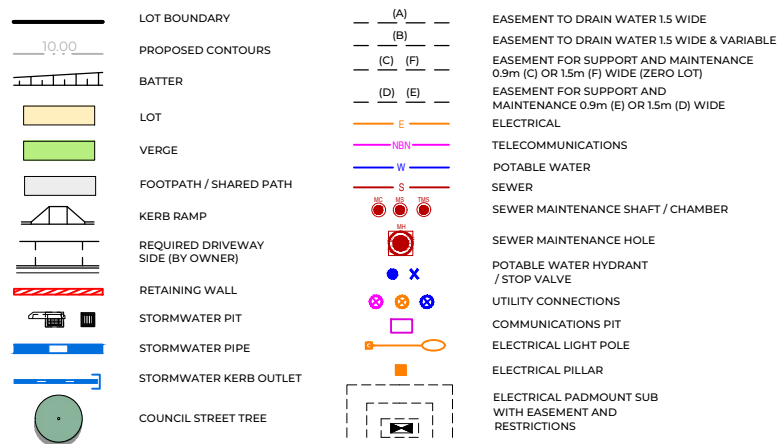 LOT BOUNDARY
10.00
PROPOSED CONTOURS
BATTER
LOT
VERGE
FOOTPATH / SHARED PATH
KERB RAMP
REQUIRED DRIVEWAY
SIDE (BY OWNER)
RETAINING WALL
STORMWATER PIT
STORMWATER PIPE
STORMWATER KERB OUTLET
COUNCIL STREET TREE
(A)
EASEMENT TO DRAIN WATER 1.5 WIDE
(B)
EASEMENT TO DRAIN WATER 1.5 WIDE & VARIABLE
(C) (F)
EASEMENT FOR SUPPORT AND MAINTENANCE
0.9m (C) OR 1.5m (F) WIDE (ZERO LOT)
(D) (E)
EASEMENT FOR SUPPORT AND
MAINTENANCE 0.9m (E) OR 1.5m (D) WIDE
E
ELECTRICAL
NBN
TELECOMMUNICATIONS
W
POTABLE WATER
S
SEWER
MC MS TMS
SEWER MAINTENANCE SHAFT / CHAMBER
MH
SEWER MAINTENANCE HOLE
POTABLE WATER HYDRANT
/ STOP VALVE
UTILITY CONNECTIONS
COMMUNICATIONS PIT
ELECTRICAL LIGHT POLE
ELECTRICAL PILLAR
ELECTRICAL PADMOUNT SUB
WITH EASEMENT AND
RESTRICTIONS